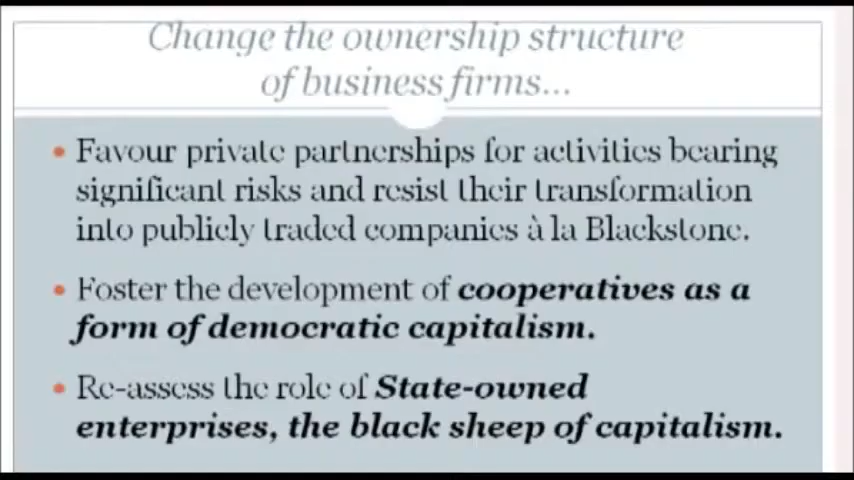 Change the ownership structure
of business firms...
• Favour private partnerships for activities bearing
significant risks and resist their transformation
into publicly traded companies à la Blackstone.
• Foster the development of cooperatives as a
form of democratic capitalism.
• Re-assess the role of State-owned
enterprises, the black sheep of capitalism.